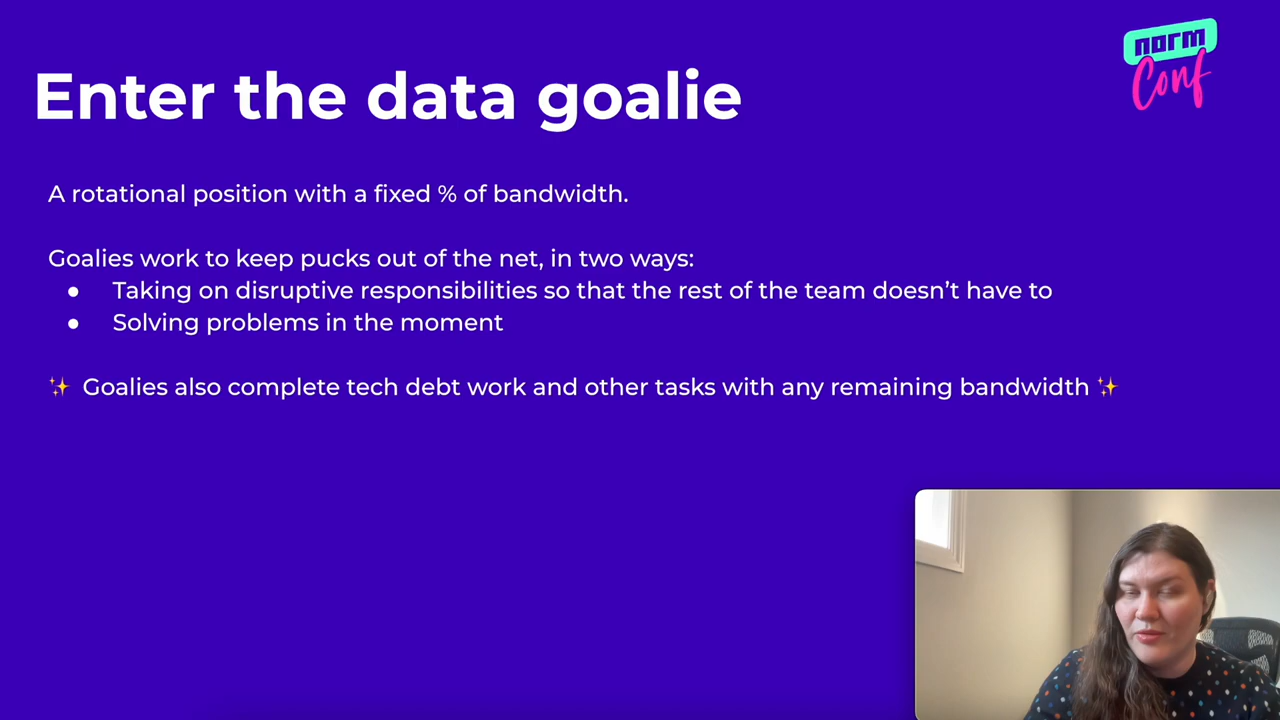 norm
Conf
Enter the data goalie
A rotational position with a fixed % of bandwidth.
Goalies work to keep pucks out of the net, in two ways:
● Taking on disruptive responsibilities so that the rest of the team doesn’t have to
● Solving problems in the moment
✨ Goalies also complete tech debt work and other tasks with any remaining bandwidth ✨